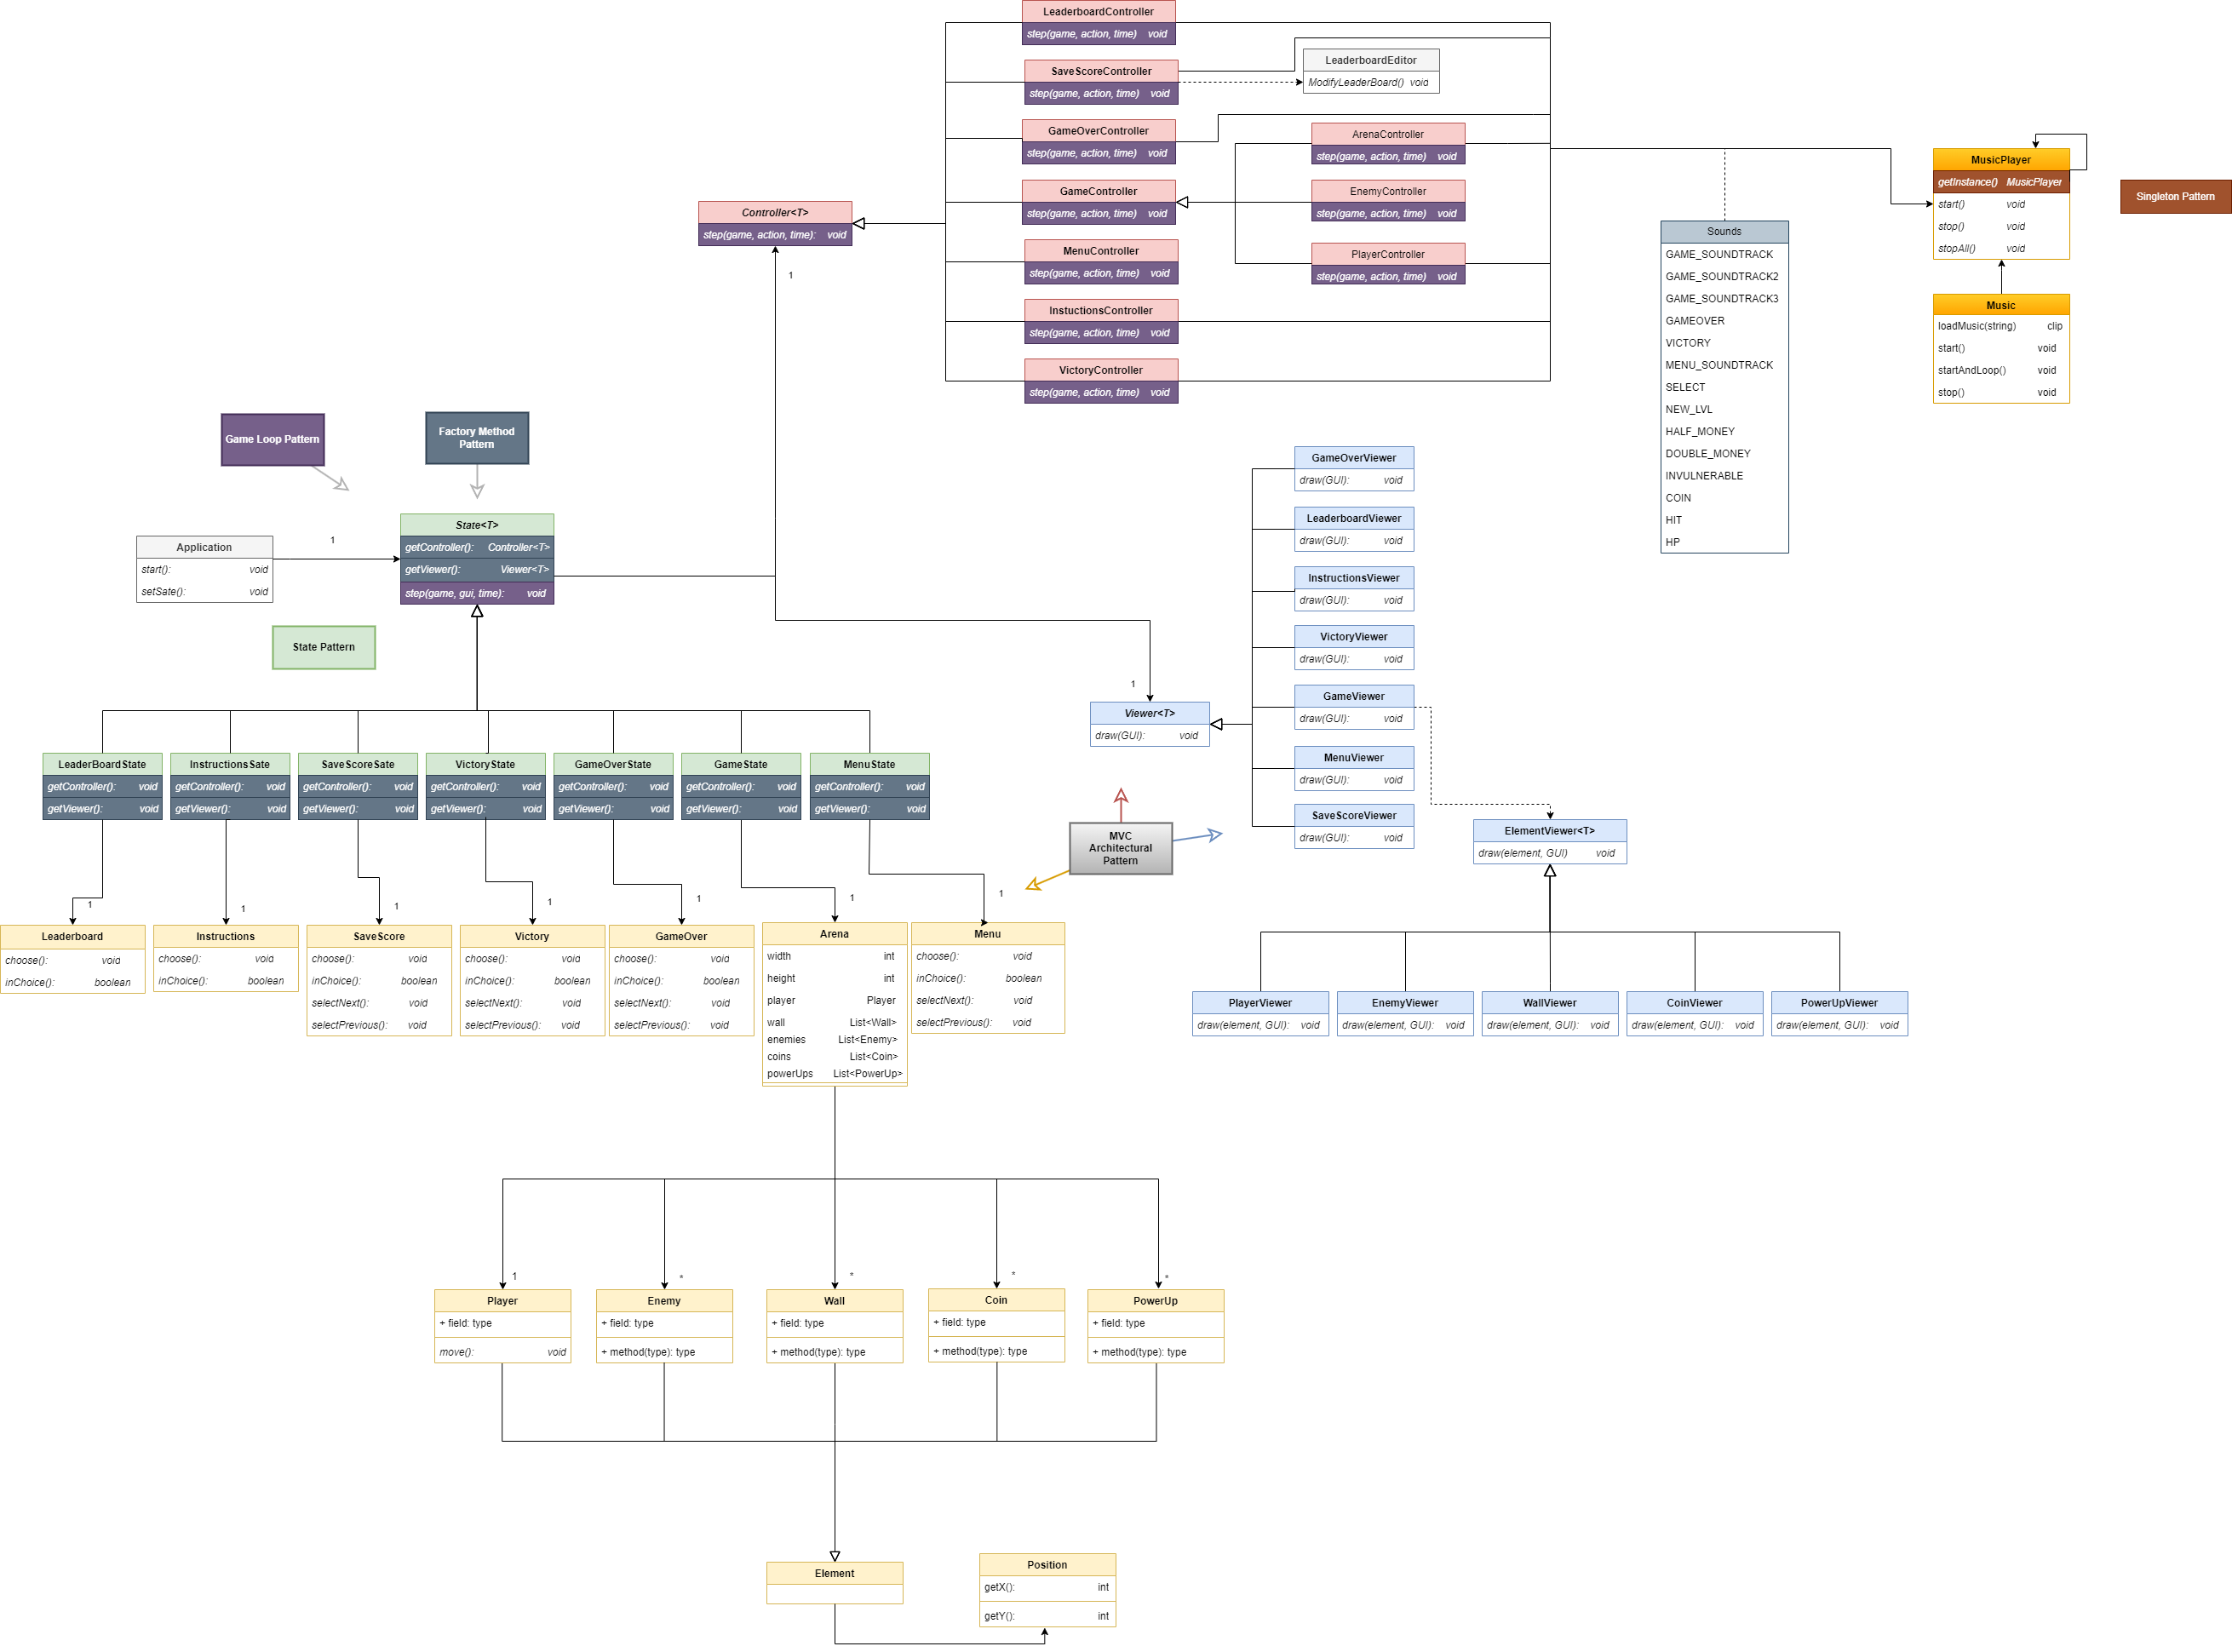 LeaderboardController
step(game, action, time) void
SaveScoreController
step(game, action, time) void
LeaderboardEditor
ModifyLeaderBoard() void
GameOverController
step(game, action, time) void
ArenaController
step(game, action, time) void
GameController
step(game, action, time) void
EnemyController
step(game, action, time) void
MenuController
step(game, action, time) void
PlayerController
step(game, action, time) void
InstuctionsController
step(game, action, time) void
VictoryController
step(game, action, time) void
Controller<T>
step(game, action, time): void
1
MusicPlayer
getInstance() MusicPlayer
start() void
stop() void
stopAll() void
Singleton Pattern
Music
loadMusic(string) clip
start() void
startAndLoop() void
stop() void
Sounds
GAME_SOUNDTRACK
GAME_SOUNDTRACK2
GAME_SOUNDTRACK3
GAMEOVER
VICTORY
MENU_SOUNDTRACK
SELECT
NEW_LVL
HALF_MONEY
DOUBLE_MONEY
INVULNERABLE
COIN
HIT
HP
Game Loop Pattern
Factory Method
Pattern
State<T>
getController(): Controller<T>
getViewer(): Viewer<T>
step(game, gui, time): void
Application
start(): void
setSate(): void
1
State Pattern
GameOverViewer
draw(GUI): void
LeaderboardViewer
draw(GUI): void
InstructionsViewer
draw(GUI): void
VictoryViewer
draw(GUI): void
GameViewer
draw(GUI): void
MenuViewer
draw(GUI): void
SaveScoreViewer
draw(GUI): void
1
Viewer<T>
draw(GUI): void
MVC
Architectural
Pattern
ElementViewer<T>
draw(element, GUI) void
LeaderBoardState
getController(): void
getViewer(): void
InstructionsSate
getController(): void
getViewer(): void
SaveScoreSate
getController(): void
getViewer(): void
VictoryState
getController(): void
getViewer(): void
GameOverState
getController(): void
getViewer(): void
GameState
getController(): void
getViewer(): void
MenuState
getController(): void
getViewer(): void
1
1
1
1
1
1
1
Leaderboard
choose(): void
inChoice(): boolean
Instructions
choose(): void
inChoice(): boolean
SaveScore
choose(): void
inChoice(): boolean
selectNext(): void
selectPrevious(): void
Victory
choose(): void
inChoice(): boolean
selectNext(): void
selectPrevious(): void
GameOver
choose(): void
inChoice(): boolean
selectNext(): void
selectPrevious(): void
Arena
width int
height int
player Player
wall List<Wall>
enemies List<Enemy>
coins List<Coin>
powerUps List<PowerUp>
Menu
choose(): void
inChoice(): boolean
selectNext(): void
selectPrevious(): void
PlayerViewer
draw(element, GUI): void
EnemyViewer
draw(element, GUI): void
WallViewer
draw(element, GUI): void
CoinViewer
draw(element, GUI): void
PowerUpViewer
draw(element, GUI): void
1
*
*
*
*
Player
+ field: type
move(): void
Enemy
+ field: type
+ method(type): type
Wall
+ field: type
+ method(type): type
Coin
+ field: type
+ method(type): type
PowerUp
+ field: type
+ method(type): type
Element
Position
getX(): int
getY(): int